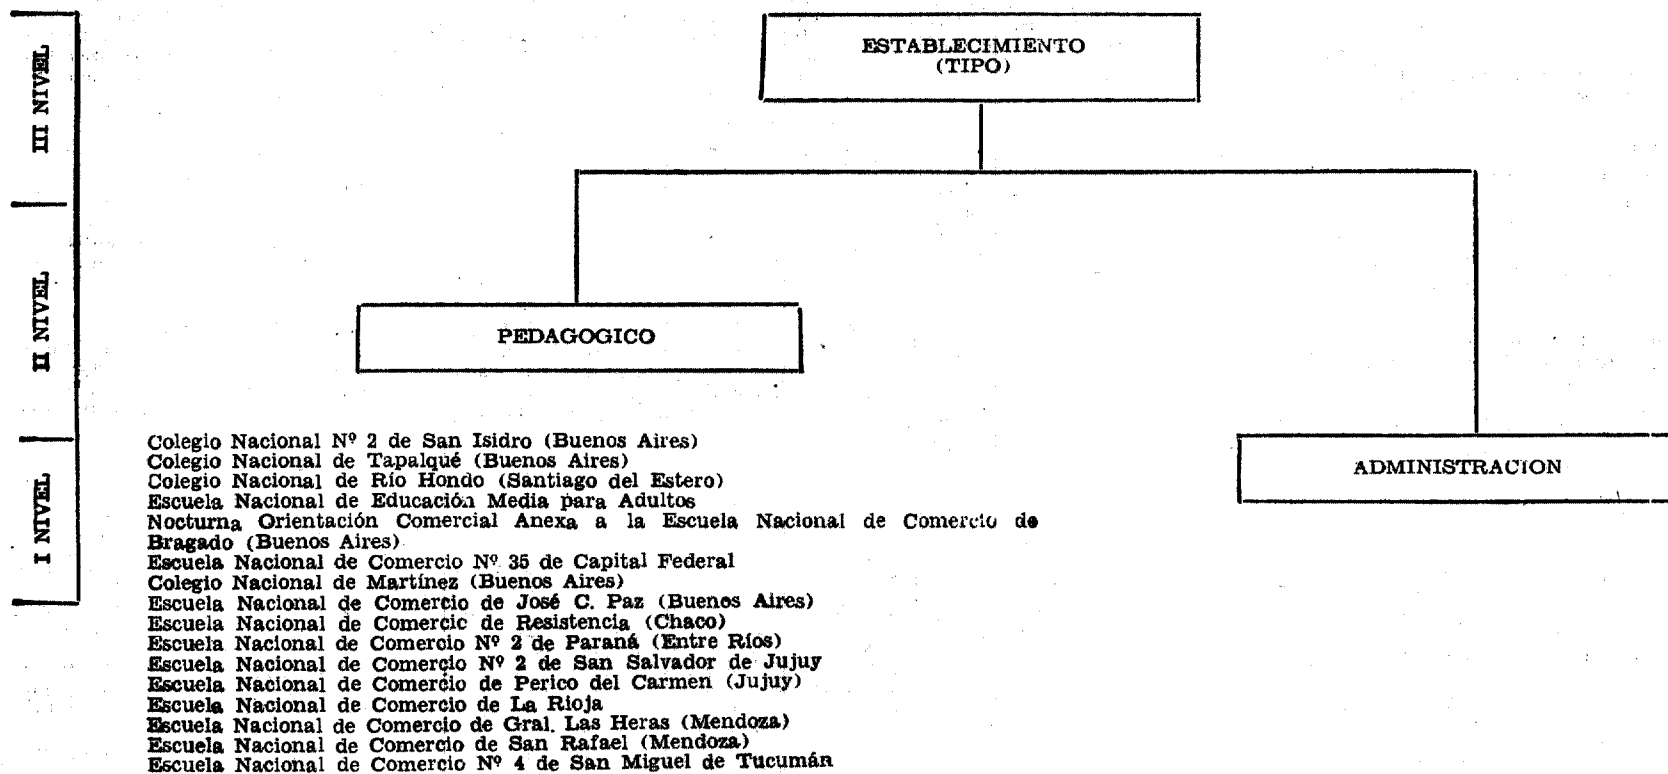 III NIVEL
ESTABLECIMIENTO
(TIPO)
II NIVEL
PEDAGOGICO
I NIVEL
ADMINISTRACION
Colegio Nacional Nº 2 de San Isidro (Buenos Aires)
Colegio Nacional de Tapalqué (Buenos Aires)
Colegio Nacional de Río Hondo (Santiago del Estero)
Escuela Nacional de Educación Media para Adultos
Nocturna Orientación Comercial Anexa a la Escuela Nacional de Comercio de
Bragado (Buenos Aires)
Escuela Nacional de Comercio Nº 35 de Capital Federal
Colegio Nacional de Martínez (Buenos Aires)
Escuela Nacional de Comercio de José C. Paz (Buenos Aires)
Escuela Nacional de Comercic de Resistencia (Chaco)
Escuela Nacional de Comercio Nº 2 de Paraná (Entre Ríos)
Escuela Nacional de Comercio Nº 2 de San Salvador de Jujuy
Escuela Nacional de Comercio de Perico del Carmen (Jujuy)
Escuela Nacional de Comercio de La Rioja
Escuela Nacional de Comercio de Gral. Las Heras (Mendoza)
Escuela Nacional de Comercio de San Rafael (Mendoza)
Escuela Nacional de Comercio Nº 4 de San Miguel de Tucumán